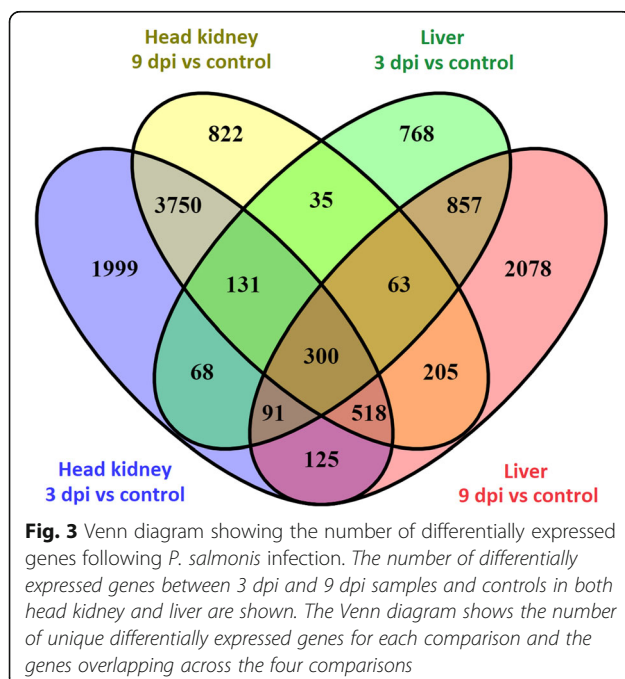 Head kidney
9 dpi vs control
Liver
3 dpi vs control
822
768
3750
35
857
1999
131
63
2078
300
68
205
91
518
125
Head kidney
3 dpi vs control
Liver
9 dpi vs control
Fig. 3 Venn diagram showing the number of differentially expressed
genes following P. salmonis infection. The number of differentially
expressed genes between 3 dpi and 9 dpi samples and controls in both
head kidney and liver are shown. The Venn diagram shows the number
of unique differentially expressed genes for each comparison and the
genes overlapping across the four comparisons